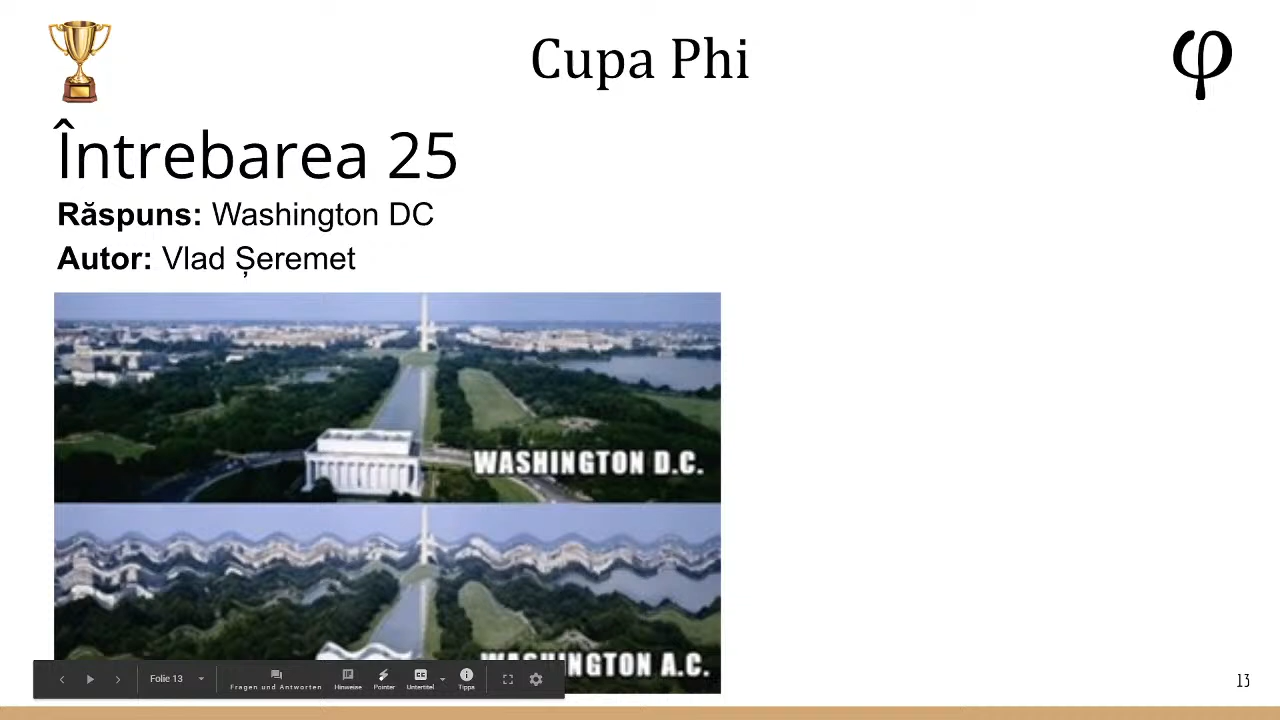 Cupa Phi
φ
Întrebarea 25
Răspuns: Washington DC
Autor: Vlad Șeremet
WASHINGTON D.C.
WASHINGTON A.C.
Folie 13
Fragen und Antworten
Hinweise
Pointer
Untertitel
Tipps
13